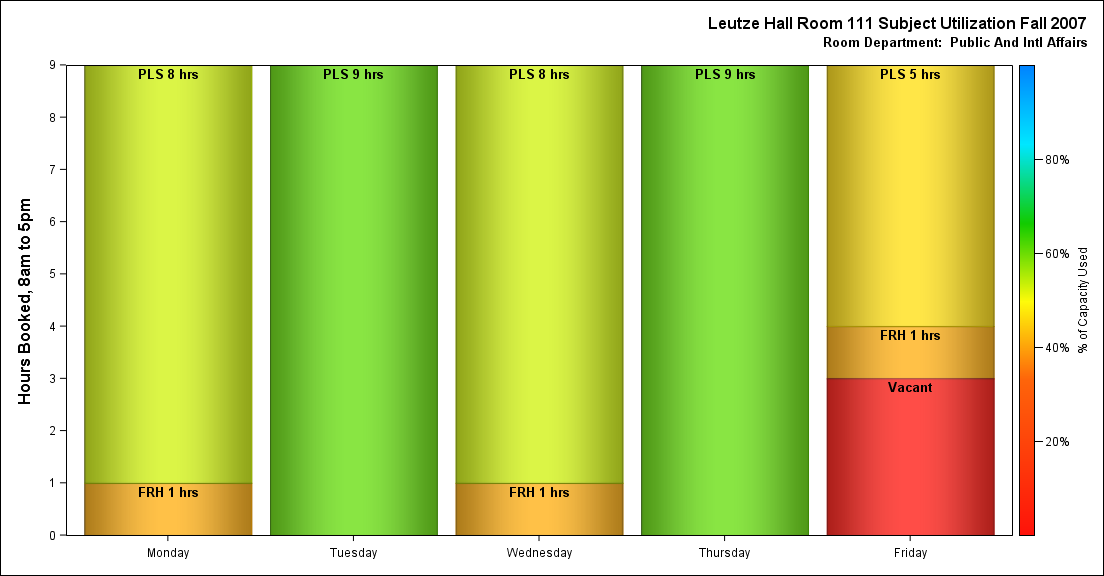 Leutze Hall Room 111 Subject Utilization Fall 2007
Room Department: Public And Intl Affairs
Hours Booked, 8am to 5pm
9
8
7
6
5
4
3
2
1
0
PLS 8 hrs
FRH 1 hrs
PLS 9 hrs
PLS 8 hrs
FRH 1 hrs
PLS 9 hrs
PLS 5 hrs
FRH 1 hrs
Vacant
Monday
Tuesday
Wednesday
Thursday
Friday
80%
60%
40%
20%
% of Capacity Used